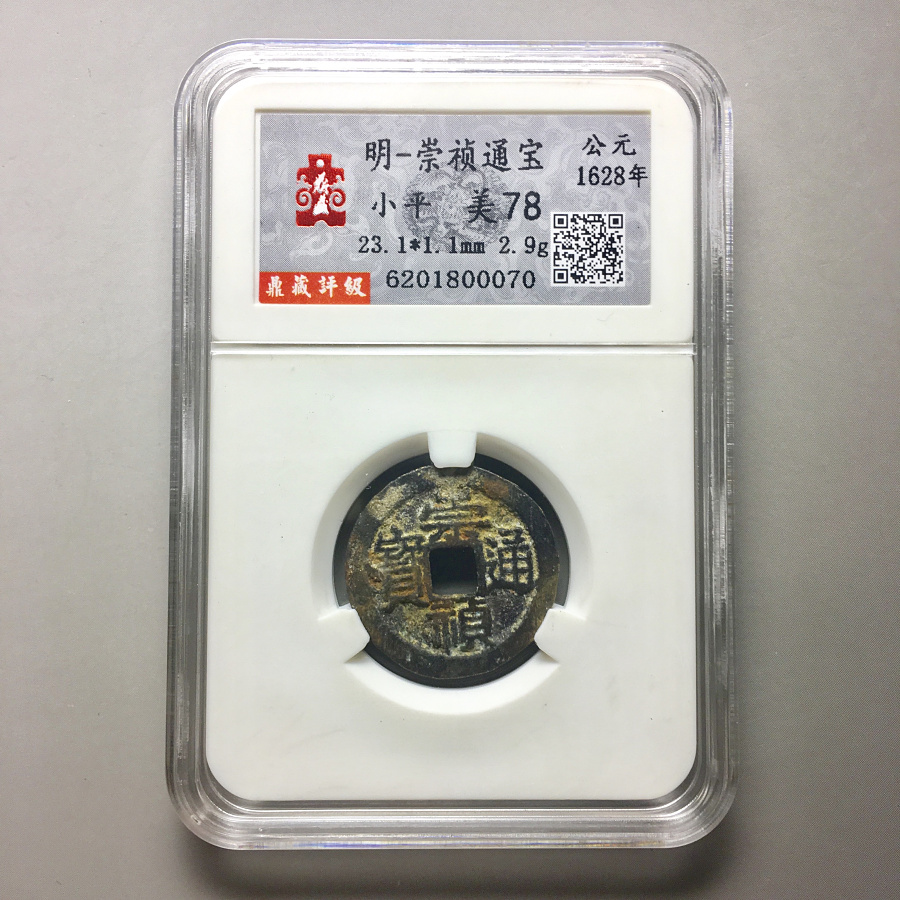 明-崇祯通宝
公元
1628年
小平 美78
23.1*1.1mm 2.9g
鼎藏評級
6201800070
崇
寶 通
禎